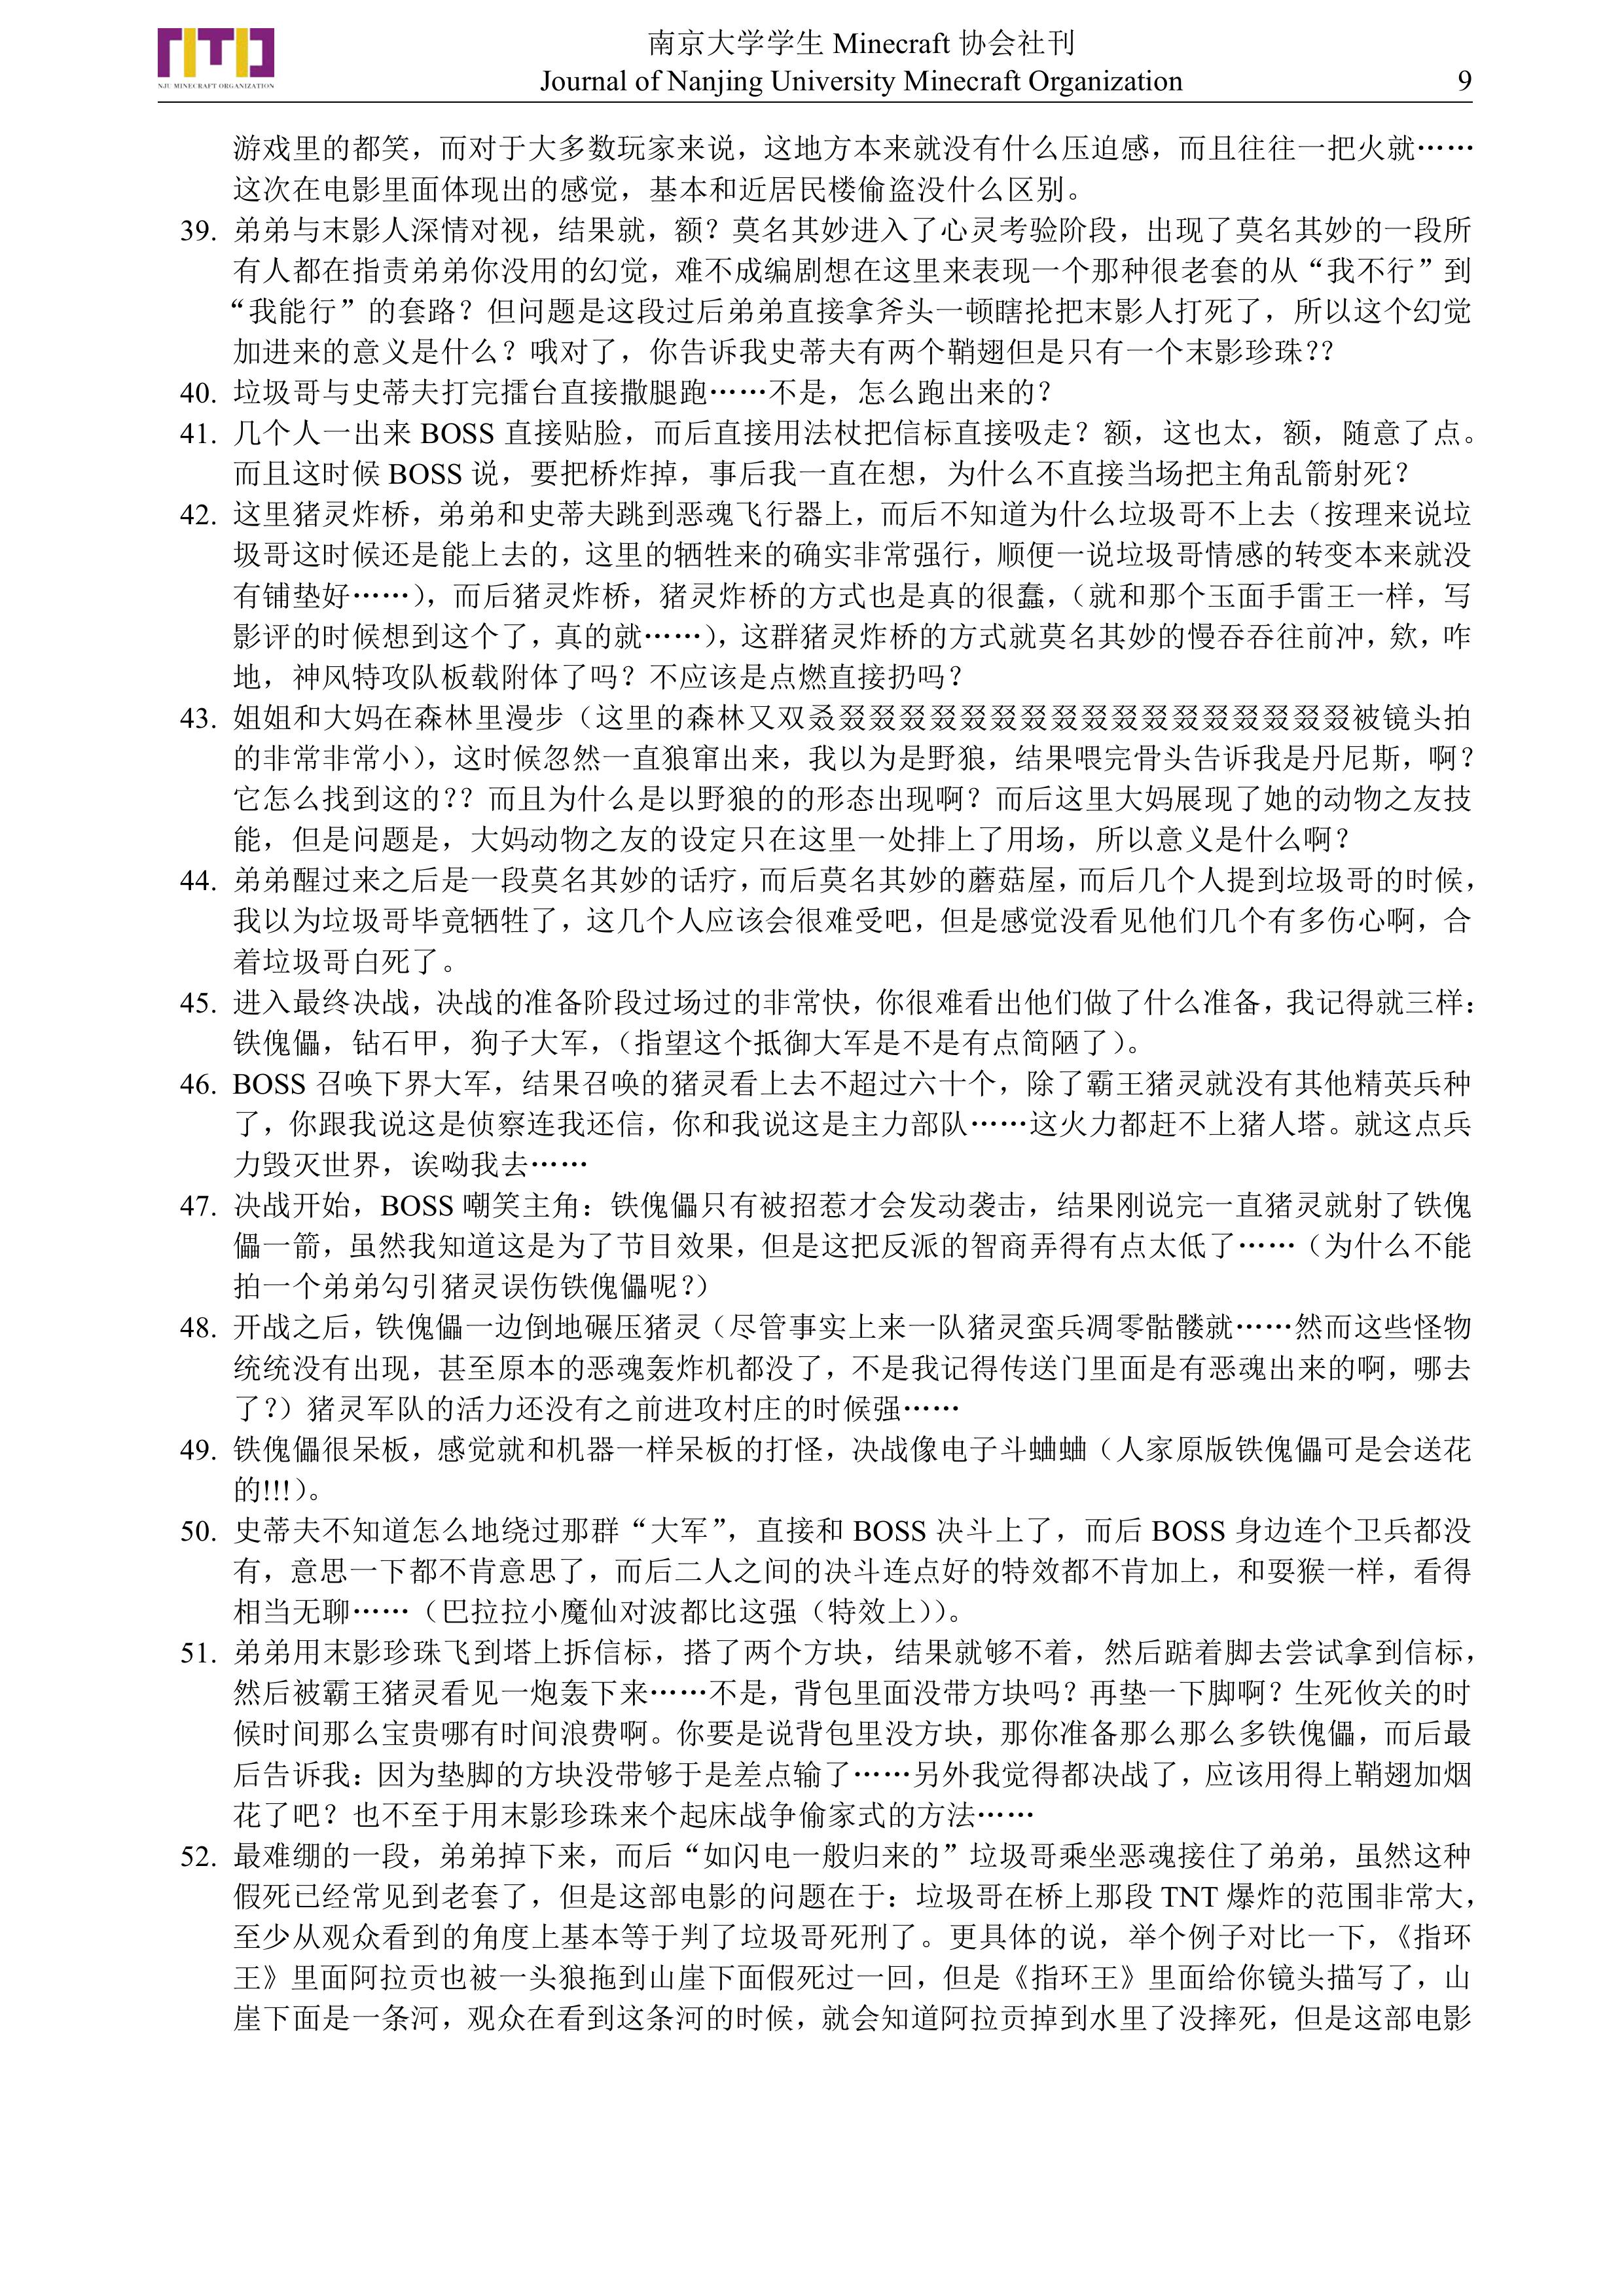 南京大学学生 Minecraft 协会社刊
NJU MINECRAFT ORGANIZATION
Journal of Nanjing University Minecraft Organization
9
游戏里的都笑，而对于大多数玩家来说，这地方本来就没有什么压迫感，而且往往一把火就……
这次在电影里面体现出的感觉，基本和近居民楼偷盗没什么区别。
39. 弟弟与末影人深情对视，结果就，额？莫名其妙进入了心灵考验阶段，出现了莫名其妙的一段所
有人都在指责弟弟你没用的幻觉，难不成编剧想在这里来表现一个那种很老套的从“我不行”到
“我能行”的套路？但问题是这段过后弟弟直接拿斧头一顿瞎抡把末影人打死了，所以这个幻觉
加进来的意义是什么？哦对了，你告诉我史蒂夫有两个鞘翅但是只有一个末影珍珠??
40. 垃圾哥与史蒂夫打完擂台直接撒腿跑……不是，怎么跑出来的？
41. 几个人一出来 BOSS 直接贴脸，而后直接用法杖把信标直接吸走？额，这也太，额，随意了点。
而且这时候 BOSS 说，要把桥炸掉，事后我一直在想，为什么不直接当场把主角乱箭射死？
42. 这里猪灵炸桥，弟弟和史蒂夫跳到恶魂飞行器上，而后不知道为什么垃圾哥不上去（按理来说垃
圾哥这时候还是能上去的，这里的牺牲来的确实非常强行，顺便一说垃圾哥情感的转变本来就没
有铺垫好……），而后猪灵炸桥，猪灵炸桥的方式也是真的很蠢，（就和那个玉面手雷王一样，写
影评的时候想到这个了，真的就……），这群猪灵炸桥的方式就莫名其妙的慢吞吞往前冲，欸，咋
地，神风特攻队板载附体了吗？不应该是点燃直接扔吗？
43. 姐姐和大妈在森林里漫步（这里的森林又双叒叕叕叕叕叕叕叕叕叕叕叕叕叕叕叕叕叕被镜头拍
的非常非常小），这时候忽然一直狼窜出来，我以为是野狼，结果喂完骨头告诉我是丹尼斯，啊？
它怎么找到这的??而且为什么是以野狼的的形态出现啊？而后这里大妈展现了她的动物之友技
能，但是问题是，大妈动物之友的设定只在这里一处排上了用场，所以意义是什么啊？
44. 弟弟醒过来之后是一段莫名其妙的话疗，而后莫名其妙的蘑菇屋，而后几个人提到垃圾哥的时候，
我以为垃圾哥毕竟牺牲了，这几个人应该会很难受吧，但是感觉没看见他们几个有多伤心啊，合
着垃圾哥白死了。
45. 进入最终决战，决战的准备阶段过场过的非常快，你很难看出他们做了什么准备，我记得就三样：
铁傀儡，钻石甲，狗子大军，（指望这个抵御大军是不是有点简陋了）。
46. BOSS 召唤下界大军，结果召唤的猪灵看上去不超过六十个，除了霸王猪灵就没有其他精英兵种
了，你跟我说这是侦察连我还信，你和我说这是主力部队……这火力都赶不上猪人塔。就这点兵
力毁灭世界，诶呦我去……
47. 决战开始，BOSS 嘲笑主角：铁傀儡只有被招惹才会发动袭击，结果刚说完一直猪灵就射了铁傀
儡一箭，虽然我知道这是为了节目效果，但是这把反派的智商弄得有点太低了……（为什么不能
拍一个弟弟勾引猪灵误伤铁傀儡呢？）
48. 开战之后，铁傀儡一边倒地碾压猪灵（尽管事实上来一队猪灵蛮兵凋零骷髅就……然而这些怪物
统统没有出现，甚至原本的恶魂轰炸机都没了，不是我记得传送门里面是有恶魂出来的啊，哪去
了？）猪灵军队的活力还没有之前进攻村庄的时候强……
49. 铁傀儡很呆板，感觉就和机器一样呆板的打怪，决战像电子斗蛐蛐（人家原版铁傀儡可是会送花
的!!!）。
50. 史蒂夫不知道怎么地绕过那群“大军”，直接和 BOSS 决斗上了，而后 BOSS 身边连个卫兵都没
有，意思一下都不肯意思了，而后二人之间的决斗连点好的特效都不肯加上，和耍猴一样，看得
相当无聊……（巴拉拉小魔仙对波都比这强（特效上））。
51. 弟弟用末影珍珠飞到塔上拆信标，搭了两个方块，结果就够不着，然后踮着脚去尝试拿到信标，
然后被霸王猪灵看见一炮轰下来……不是，背包里面没带方块吗？再垫一下脚啊？生死攸关的时
候时间那么宝贵哪有时间浪费啊。你要是说背包里没方块，那你准备那么那么多铁傀儡，而后最
后告诉我：因为垫脚的方块没带够于是差点输了……另外我觉得都决战了，应该用得上鞘翅加烟
花了吧？也不至于用末影珍珠来个起床战争偷家式的方法……
52. 最难绷的一段，弟弟掉下来，而后“如闪电一般归来的”垃圾哥乘坐恶魂接住了弟弟，虽然这种
假死已经常见到老套了，但是这部电影的问题在于：垃圾哥在桥上那段 TNT 爆炸的范围非常大，
至少从观众看到的角度上基本等于判了垃圾哥死刑了。更具体的说，举个例子对比一下，《指环
王》里面阿拉贡也被一头狼拖到山崖下面假死过一回，但是《指环王》里面给你镜头描写了，山
崖下面是一条河，观众在看到这条河的时候，就会知道阿拉贡掉到水里了没摔死，但是这部电影